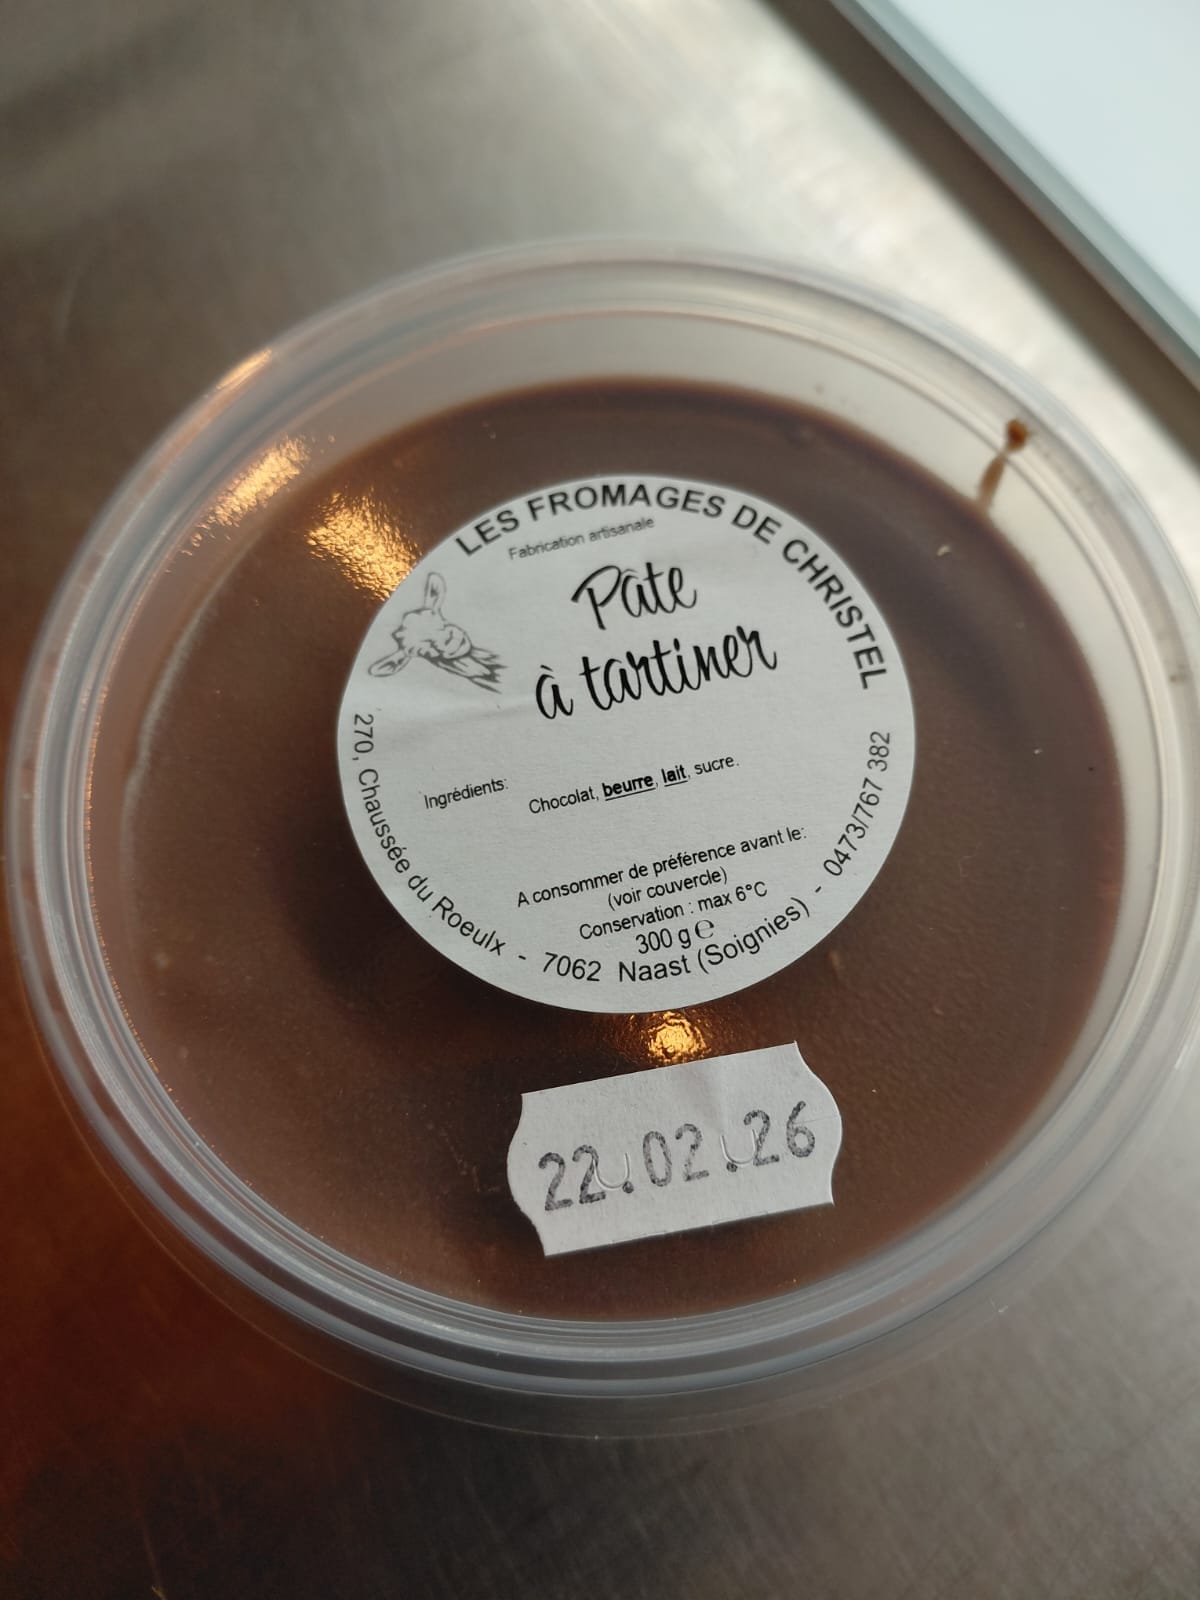 LES FROMAGES DE CHRISTEL
Fabrication artisanale
Pâte
à tartiner
Ingrédients:
Chocolat, beurre, lait, sucre.
A consommer de préférence avant le:
(voir couvercle)
Conservation : max 6°C
300 g ℮
270, Chaussée du Roeulx - 7062 Naast (Soignies) - 0473/767 382
22.02.26